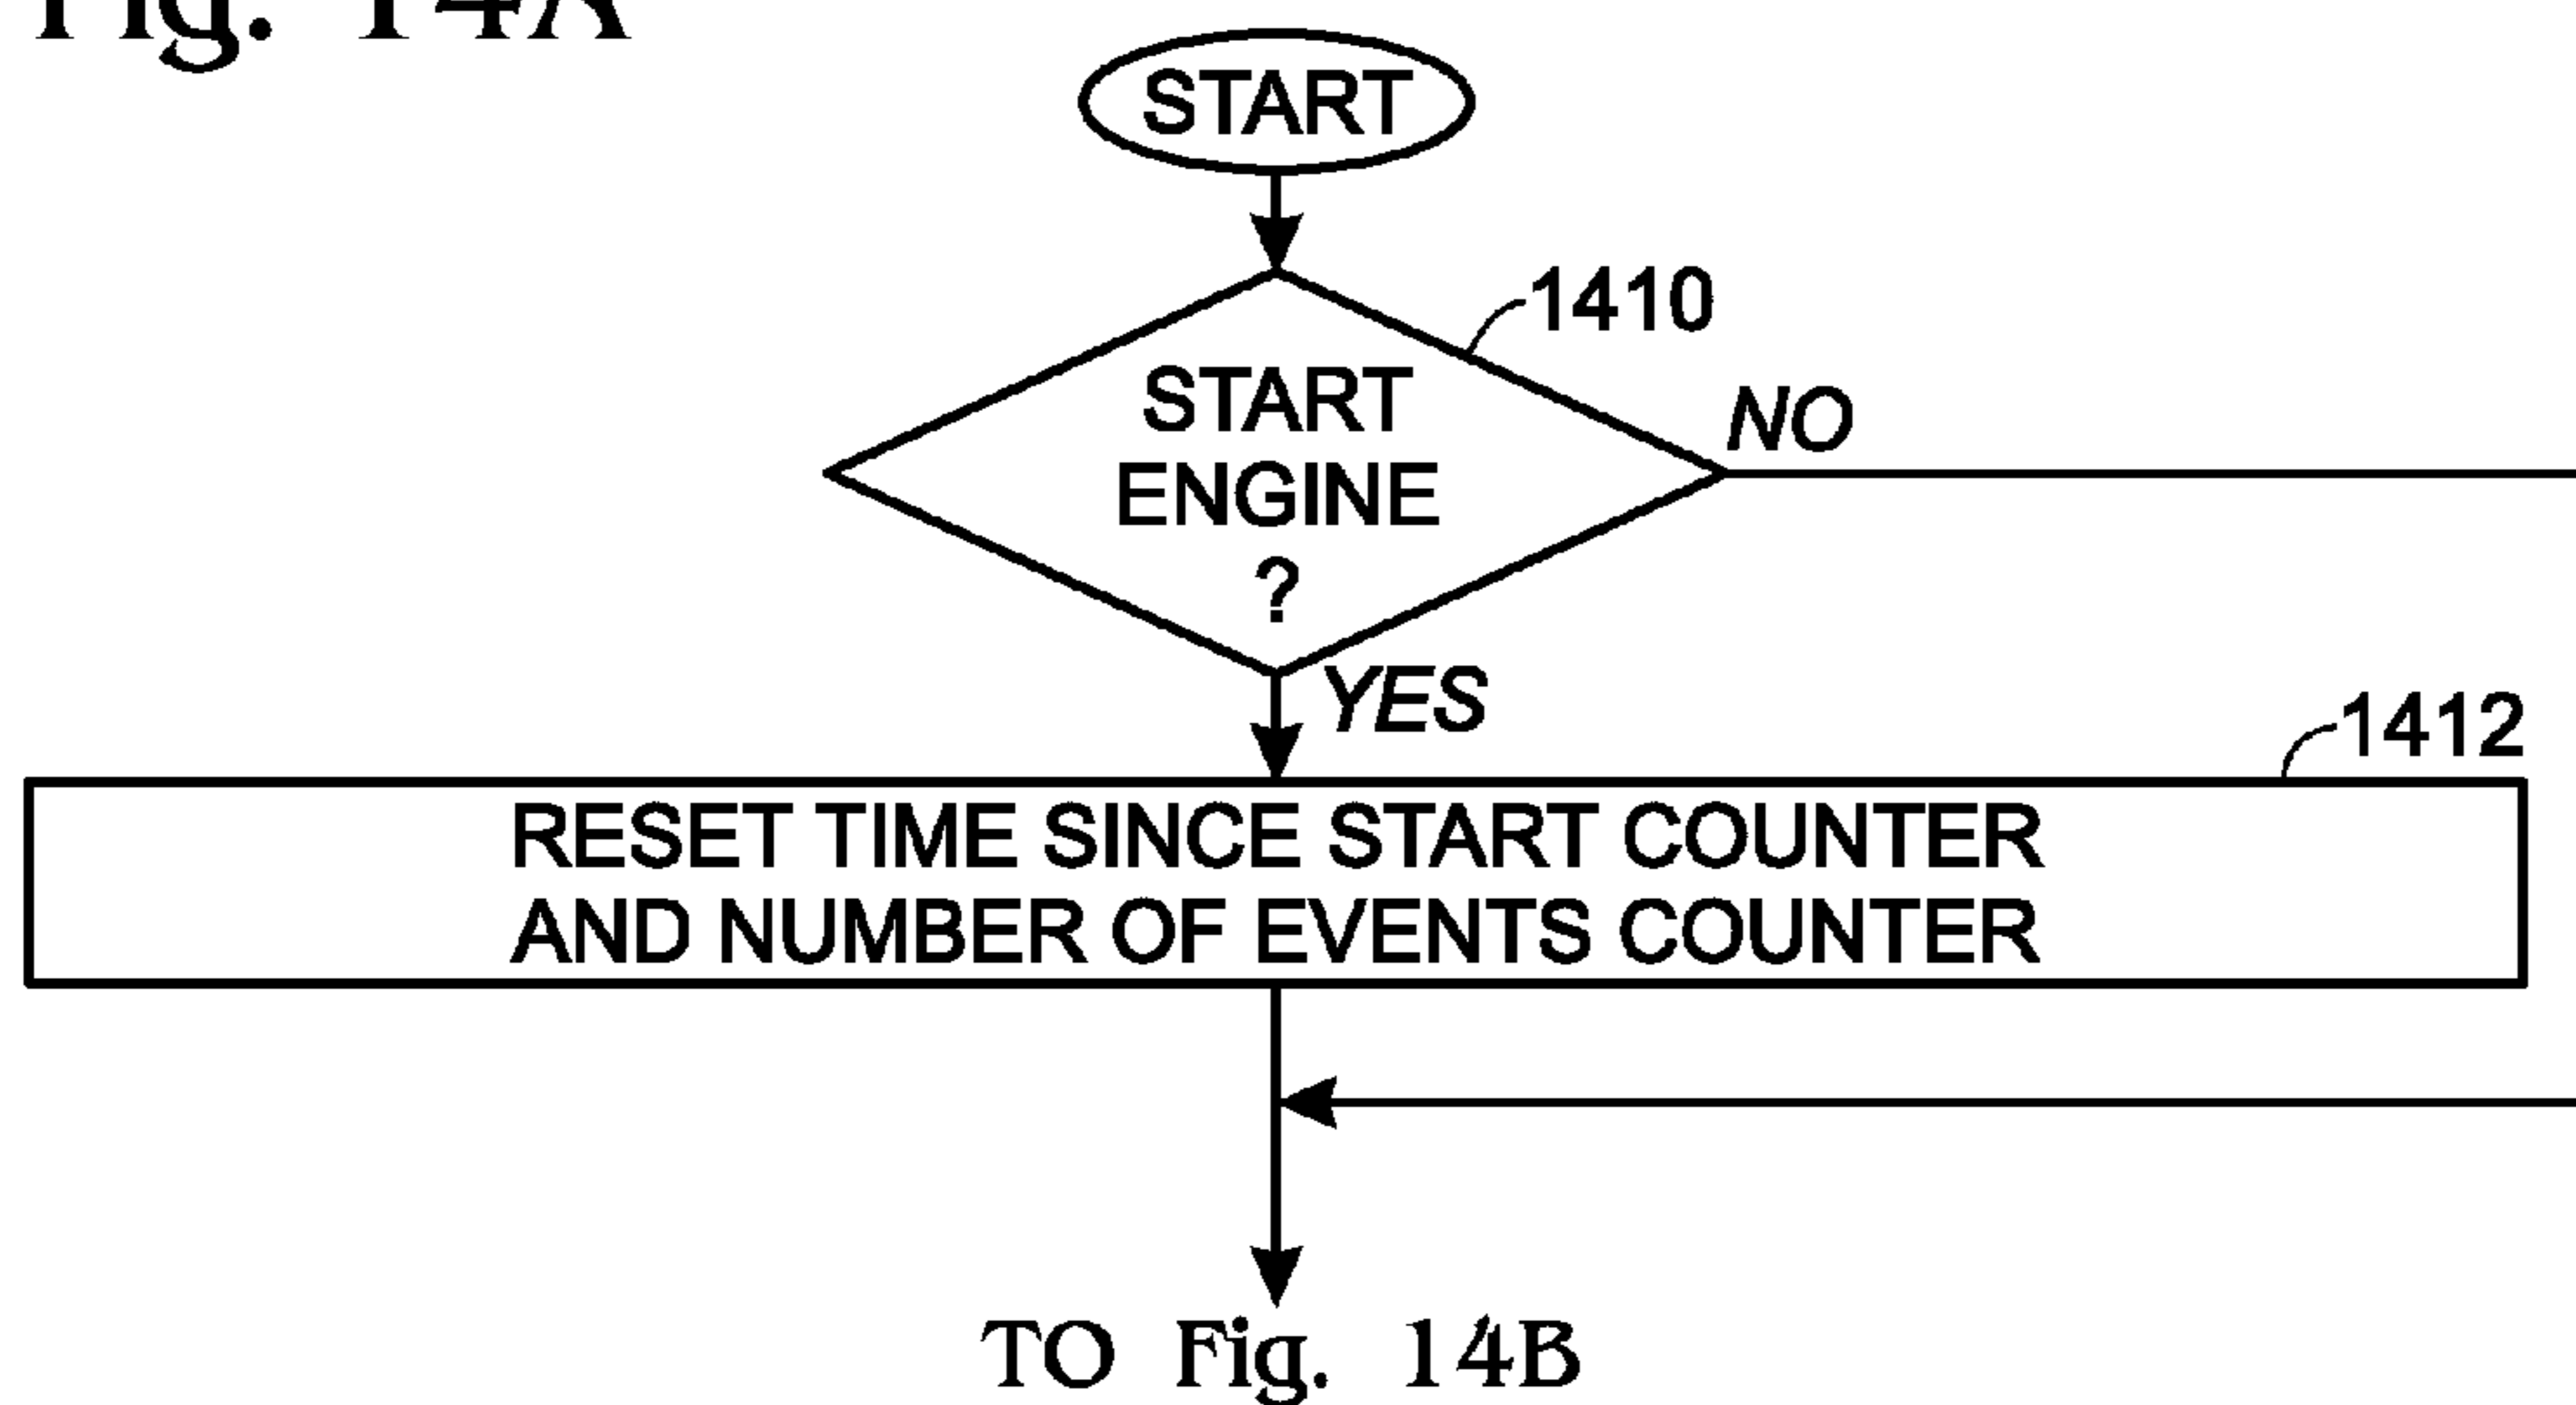 Fig. 14A
START
1410
START
ENGINE
?
NO
YES
1412
RESET TIME SINCE START COUNTER
AND NUMBER OF EVENTS COUNTER
TO Fig. 14B